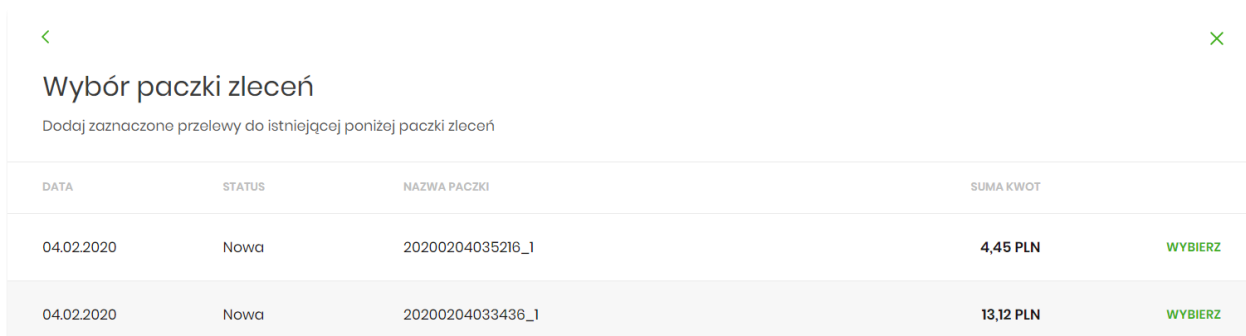 Wybór paczki zleceń
Dodaj zaznaczone przelewy do istniejącej poniżej paczki zleceń
DATA STATUS NAZWA PACZKI SUMA KWOT
04.02.2020 Nowa 20200204035216_1 4,45 PLN WYBIERZ
04.02.2020 Nowa 20200204033436_1 13,12 PLN WYBIERZ